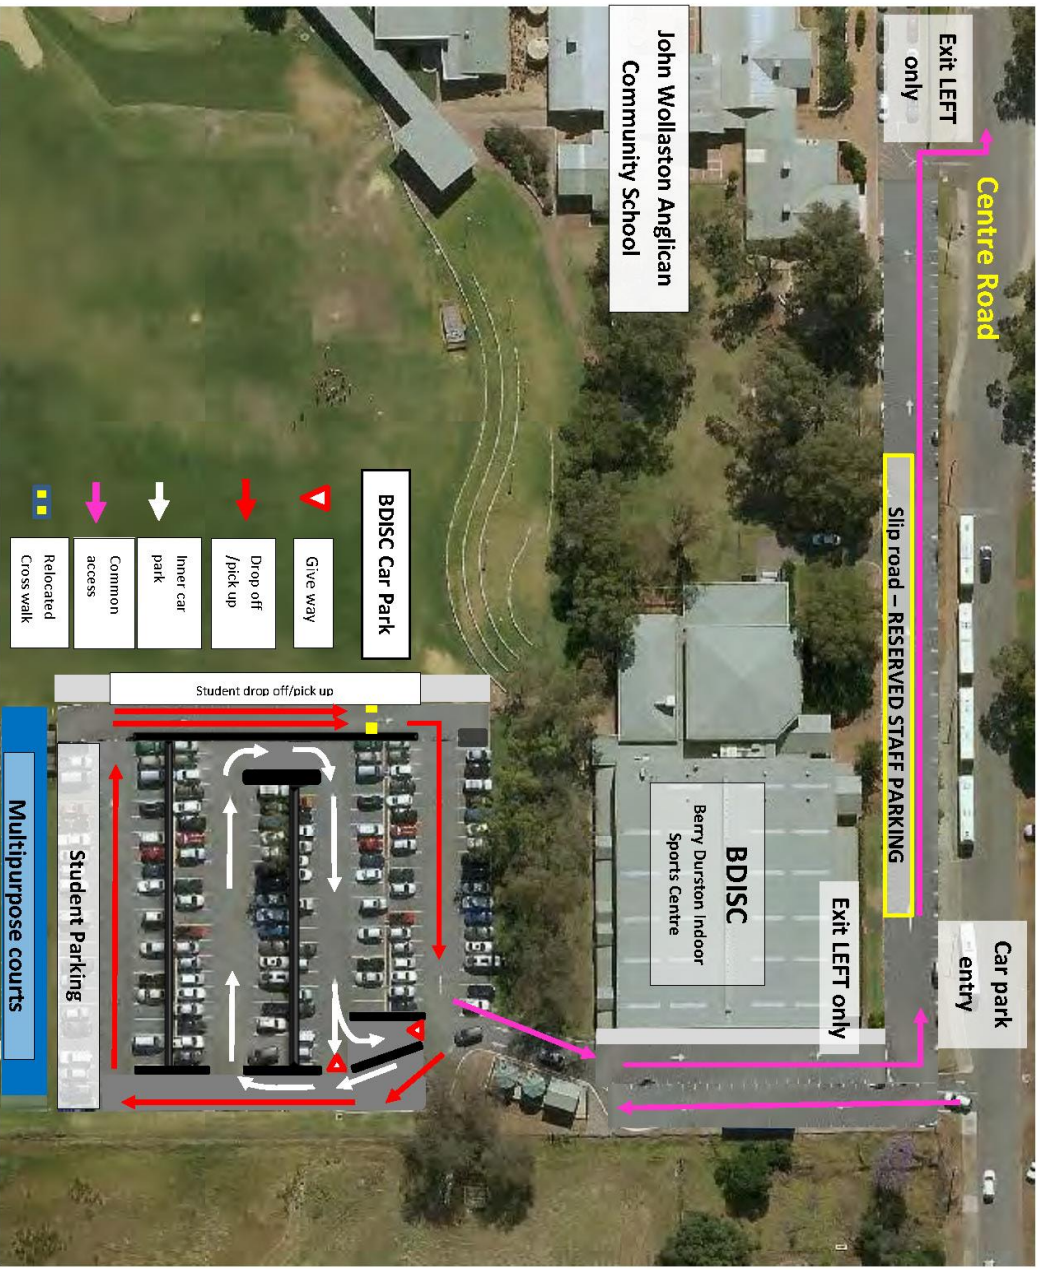 Exit LEFT
only
Centre Road
John Wollaston Anglican
Community School
Slip road – RESERVED STAFF PARKING
Car park
entry
Exit LEFT only
BDISC
Berry Durston Indoor
Sports Centre
BDISC Car Park
Give way
Drop off
/pick up
Inner car
park
Common
access
Relocated
Cross walk
Student drop off/pick up
Student Parking
Multipurpose courts